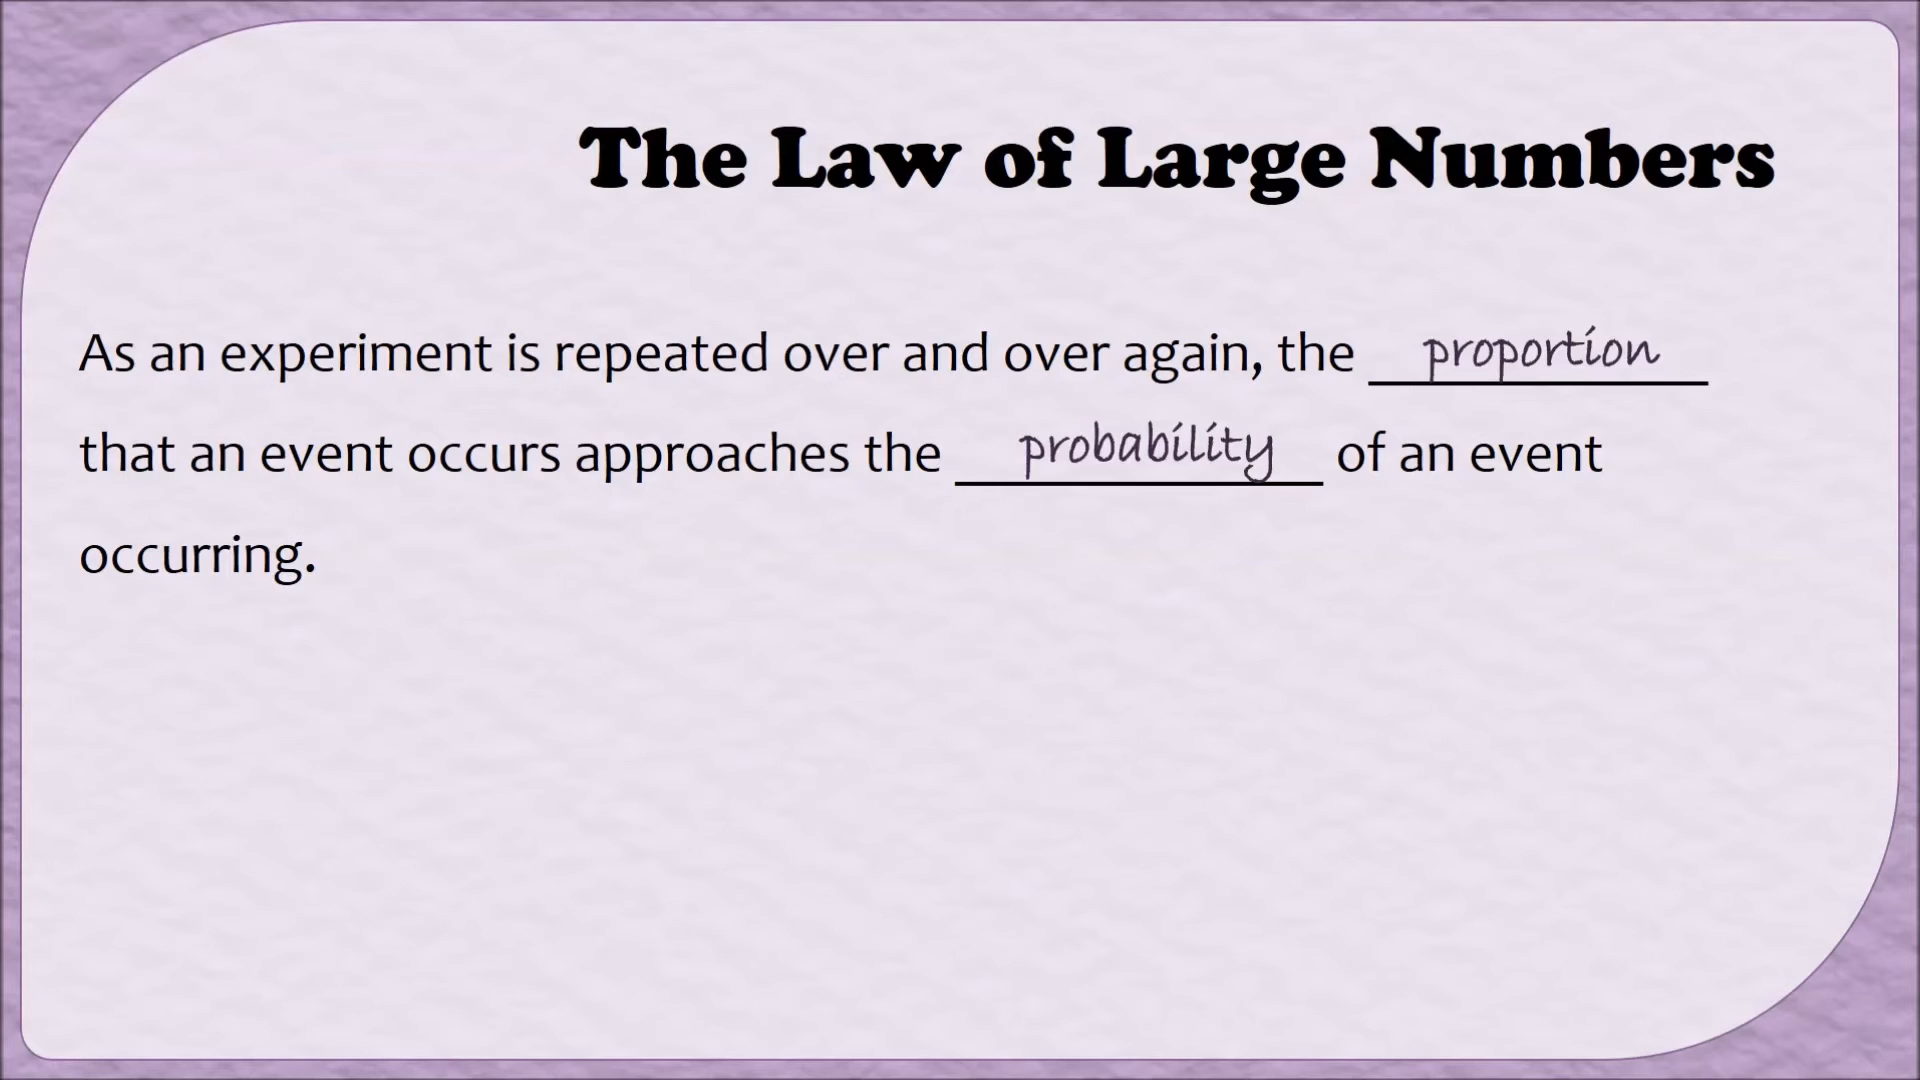 The Law of Large Numbers
As an experiment is repeated over and over again, the proportion
that an event occurs approaches the probability of an event
occurring.